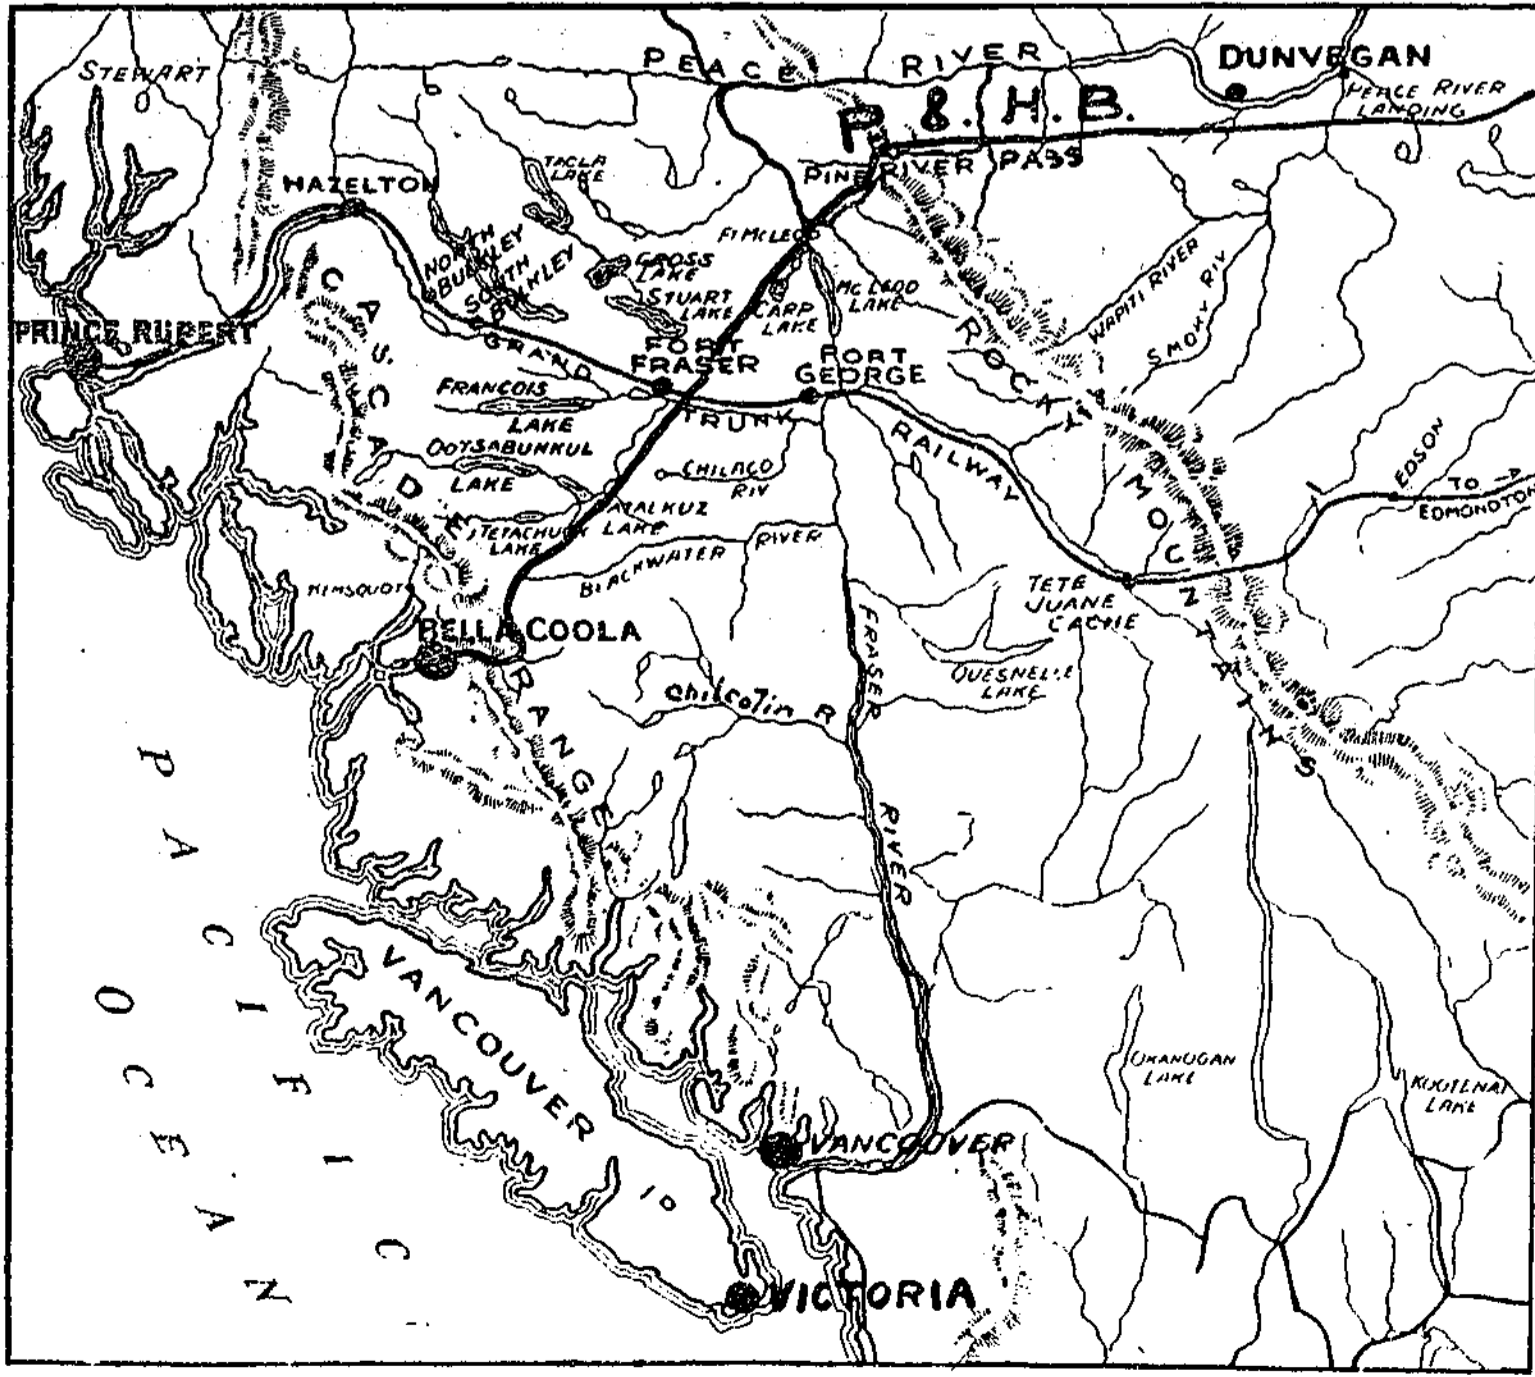 STEWART
PEACE RIVER
DUNVEGAN
PEACE RIVER
LANDING
P & H. B.
PINE RIVER PASS
TACLA
LAKE
HAZELTON
NORTH
BULKLEY
SOUTH
BULKLEY
FT MCLEOD
CROSS
LAKE
STUART
LAKE
CARP
LAKE
MCLEOD
LAKE
WAPITI RIVER
SMOKY RIV
PRINCE RUPERT
CASCADE RANGE
ROCKY MOUNTAINS
GRAND TRUNK RAILWAY
FORT
FRASER
FORT
GEORGE
FRANCOIS
LAKE
OOTSABUNKUL
LAKE
CHILACO
RIV
NATALKUZ
LAKE
TETACHUCK
LAKE
BLACKWATER RIVER
EDSON
TO
EDMONTON
KIMSQUOT
TETE
JUANE
CACHE
BELLA COOLA
FRASER RIVER
QUESNELLE
LAKE
Chilcotin R
PACIFIC
OCEAN
VANCOUVER ID
OKANOGAN
LAKE
KOOTENAI
LAKE
VANCOUVER
VICTORIA